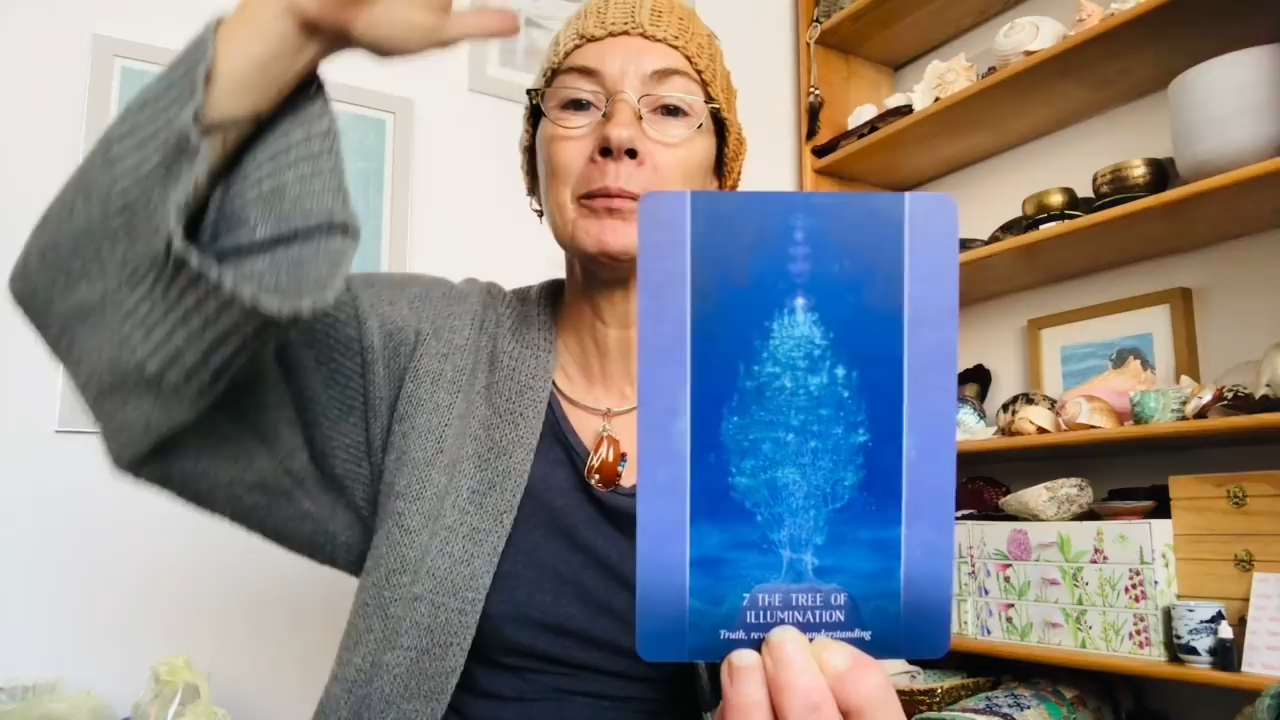 7. THE TREE OF
ILLUMINATION
Truth, understanding